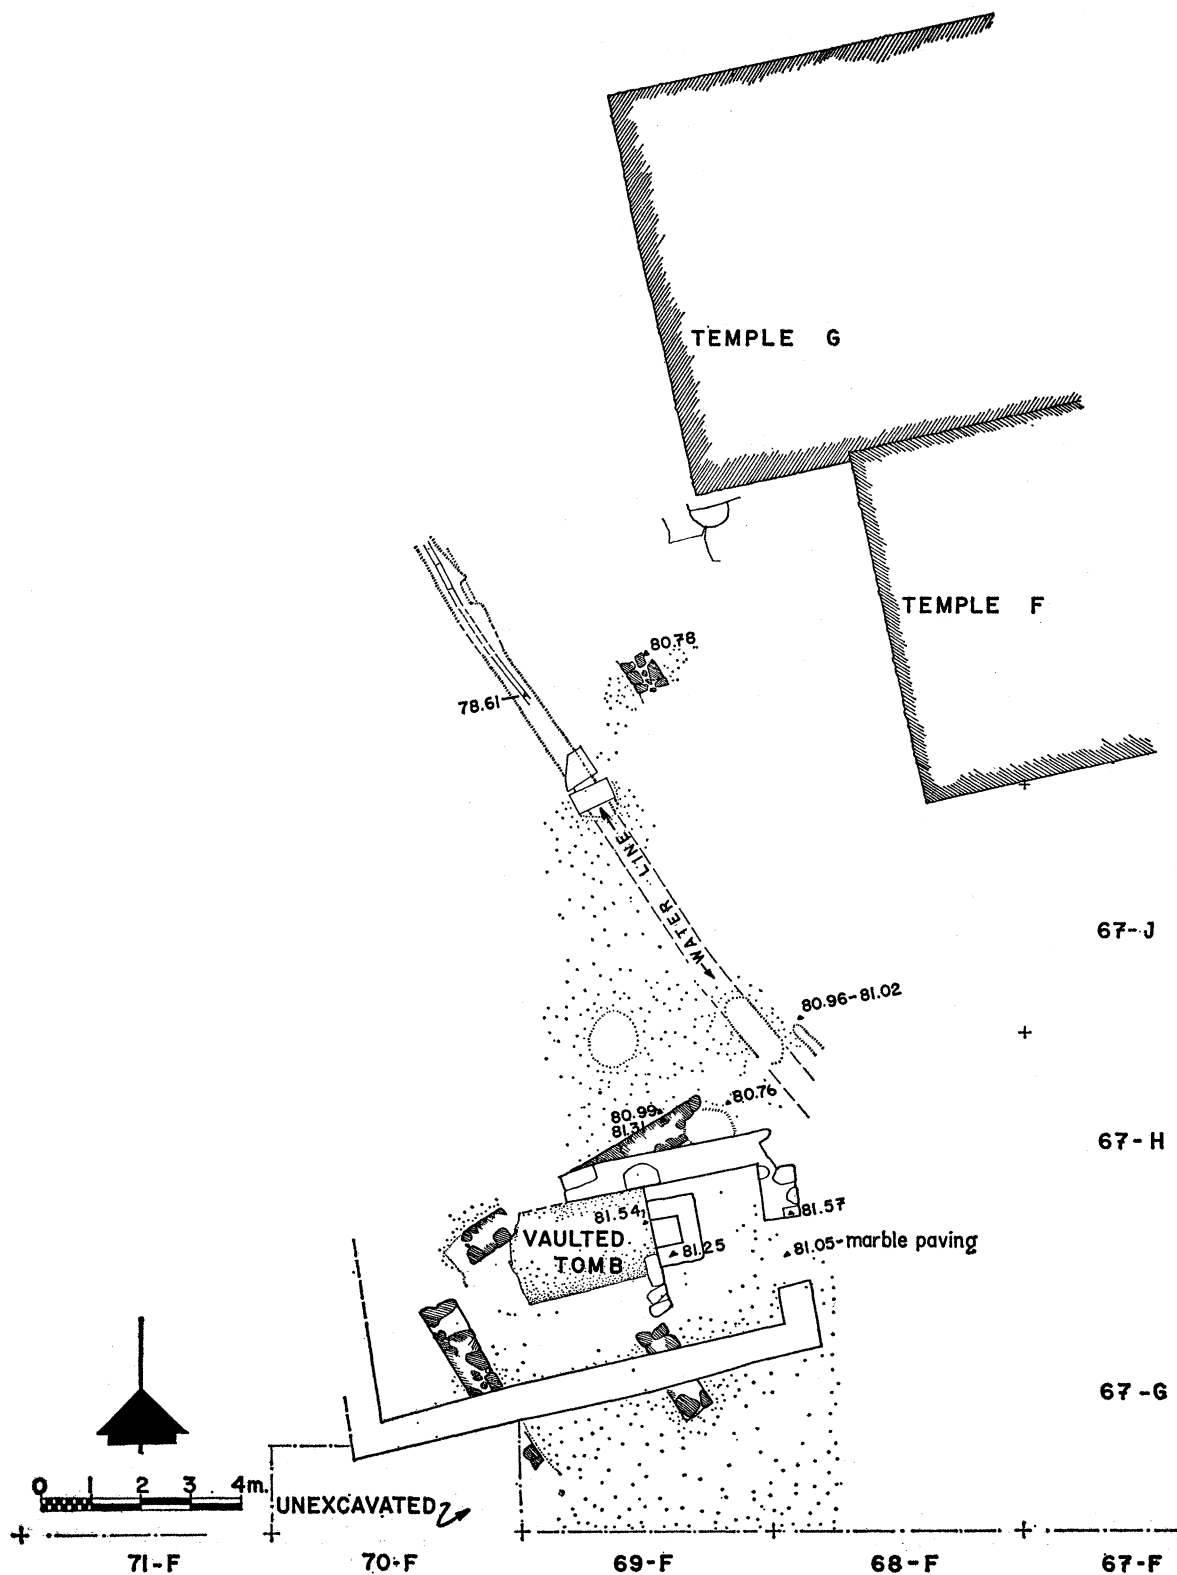 TEMPLE G
TEMPLE F
80.78
78.61
WATER LINE
67-J
80.96-81.02
80.76
80.99
81.31
67-H
81.54
81.57
VAULTED
TOMB
81.25
81.05-marble paving
67-G
0 1 2 3 4m.
UNEXCAVATED
71-F 70-F 69-F 68-F 67-F